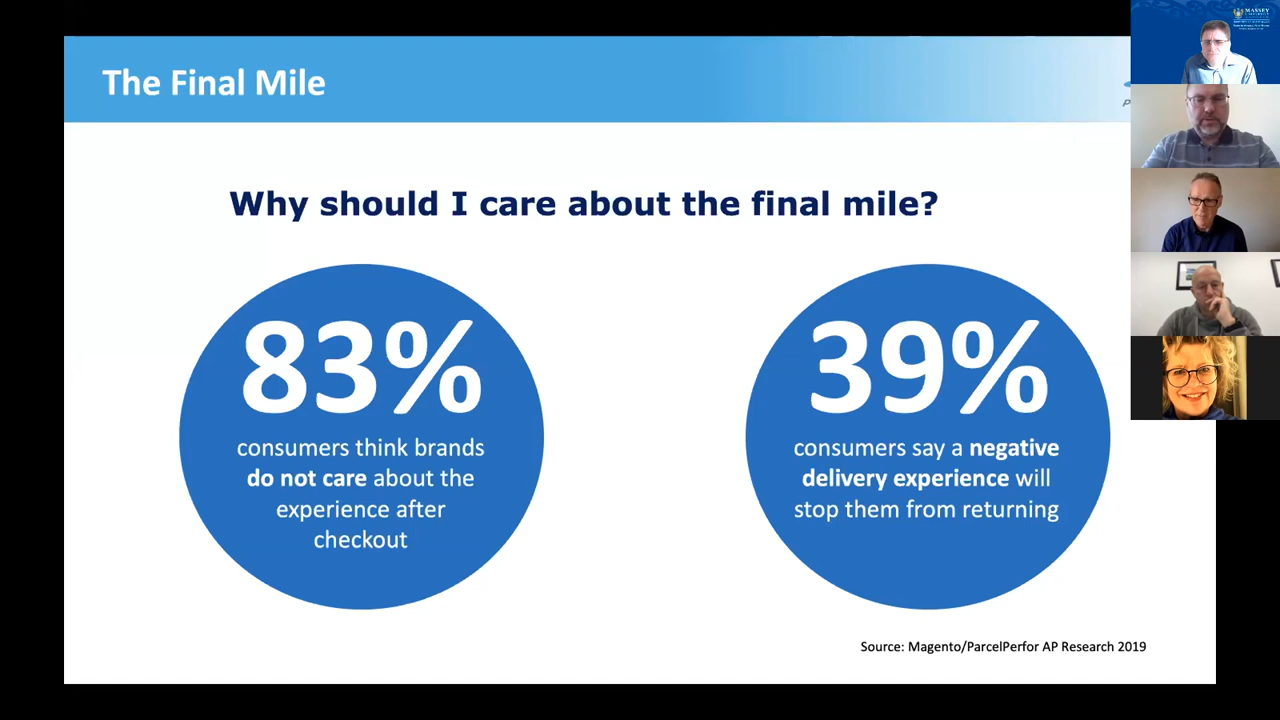 The Final Mile
MASSEY
Why should I care about the final mile?
83%
consumers think brands
do not care about the
experience after
checkout
39%
consumers say a negative
delivery experience will
stop them from returning
Source: Magento/ParcelPerfor AP Research 2019